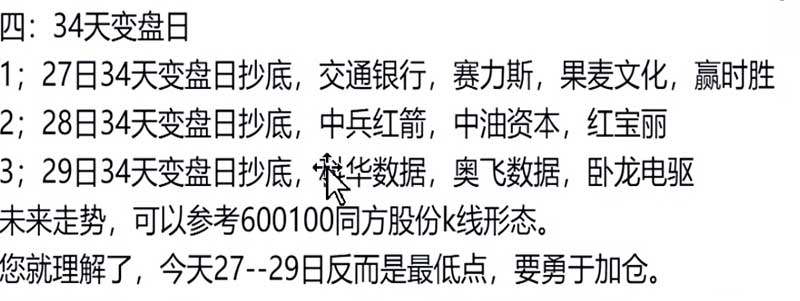 四：34天变盘日
1；27日34天变盘日抄底，交通银行，赛力斯，果麦文化，赢时胜
2；28日34天变盘日抄底，中兵红箭，中油资本，红宝丽
3；29日34天变盘日抄底，科华数据，奥飞数据，卧龙电驱
未来走势，可以参考600100同方股份k线形态。
您就理解了，今天27--29日反而是最低点，要勇于加仓。